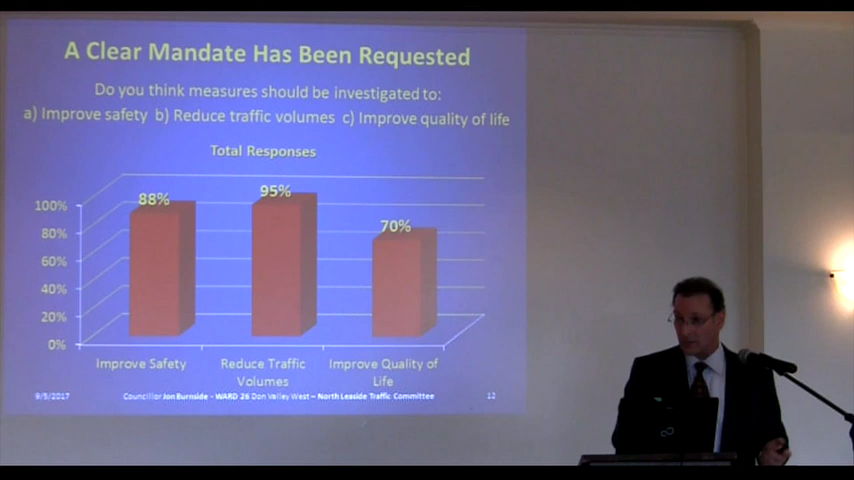 A Clear Mandate Has Been Requested
Do you think measures should be investigated to:
a) Improve safety b) Reduce traffic volumes c) Improve quality of life
Total Responses
100%
80%
60%
40%
20%
0%
88%
95%
70%
Improve Safety
Reduce Traffic
Volumes
Improve Quality of
Life
9/5/2017
Councillor Jon Burnside - WARD 26 Don Valley West – North Leaside Traffic Committee
12